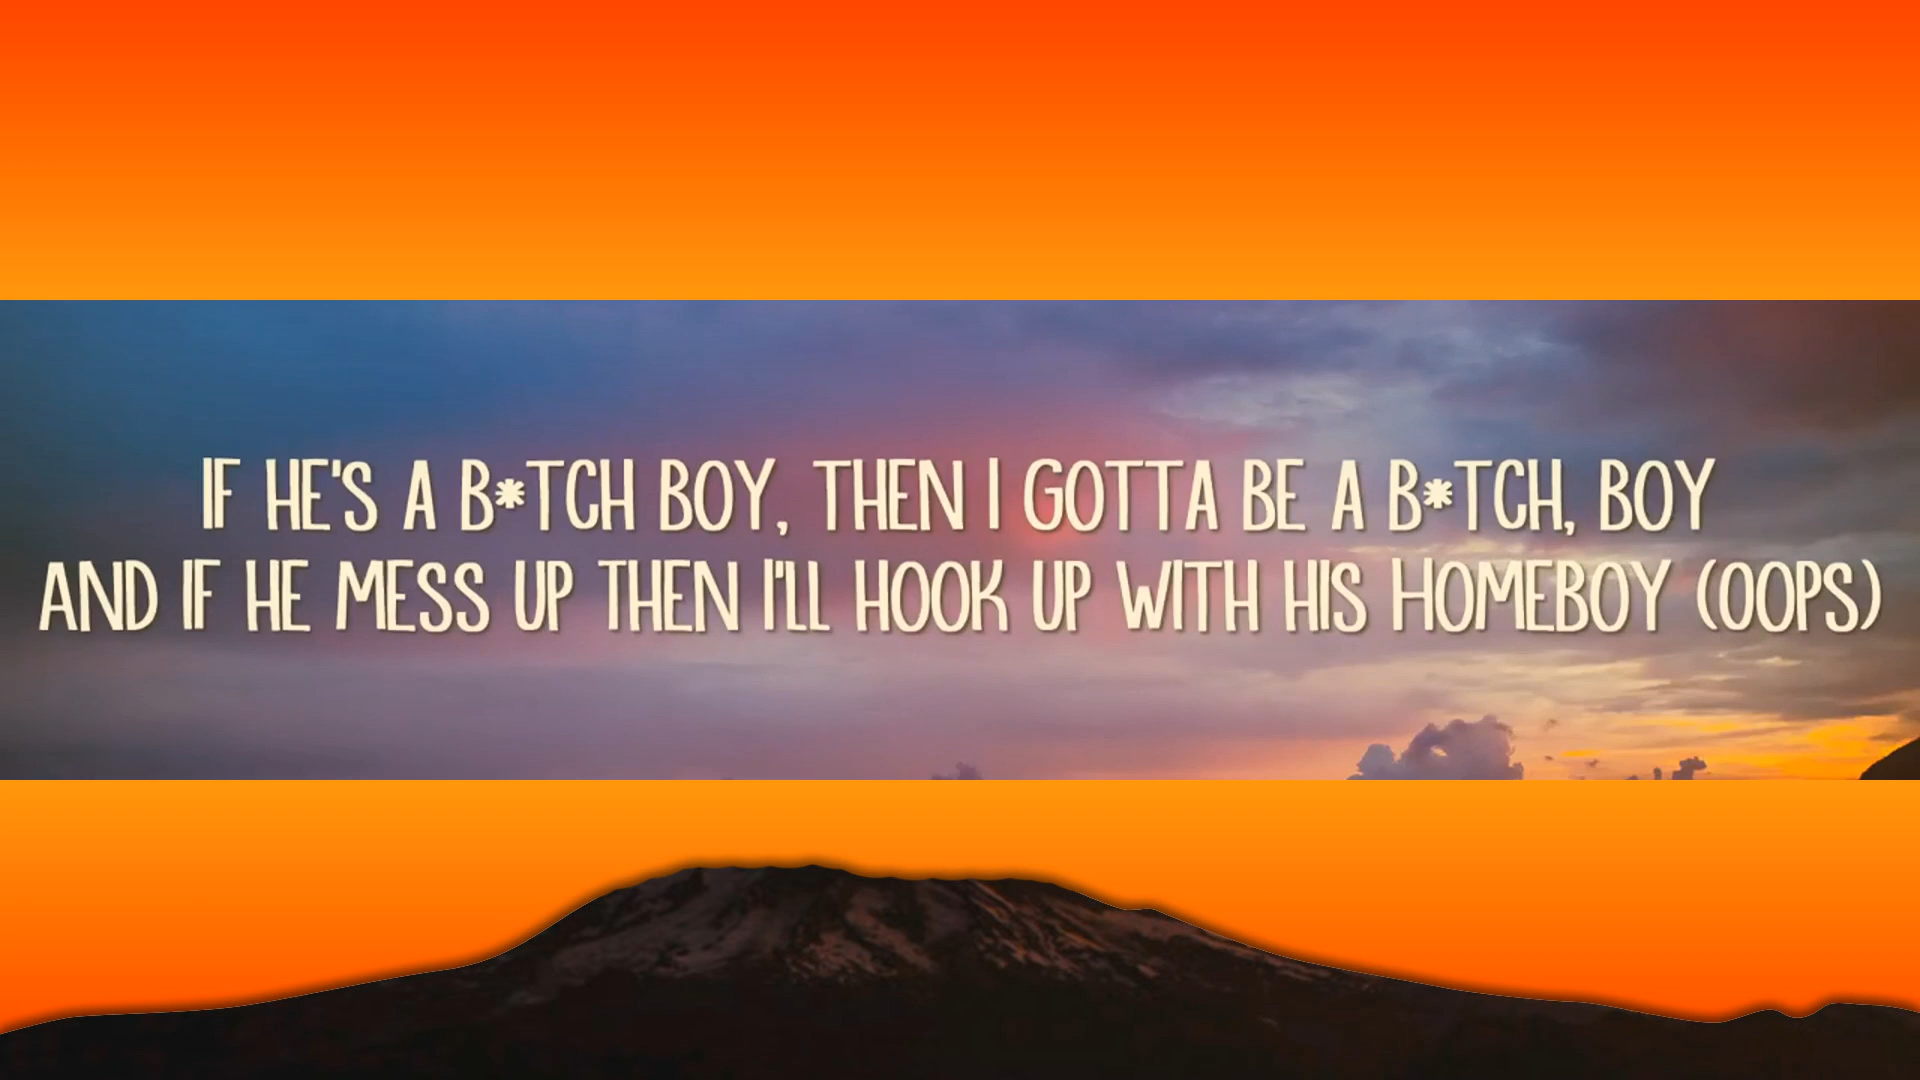 IF HE'S A B*TCH BOY, THEN I GOTTA BE A B*TCH, BOY
AND IF HE MESS UP THEN I'LL HOOK UP WITH HIS HOMEBOY (OOPS)